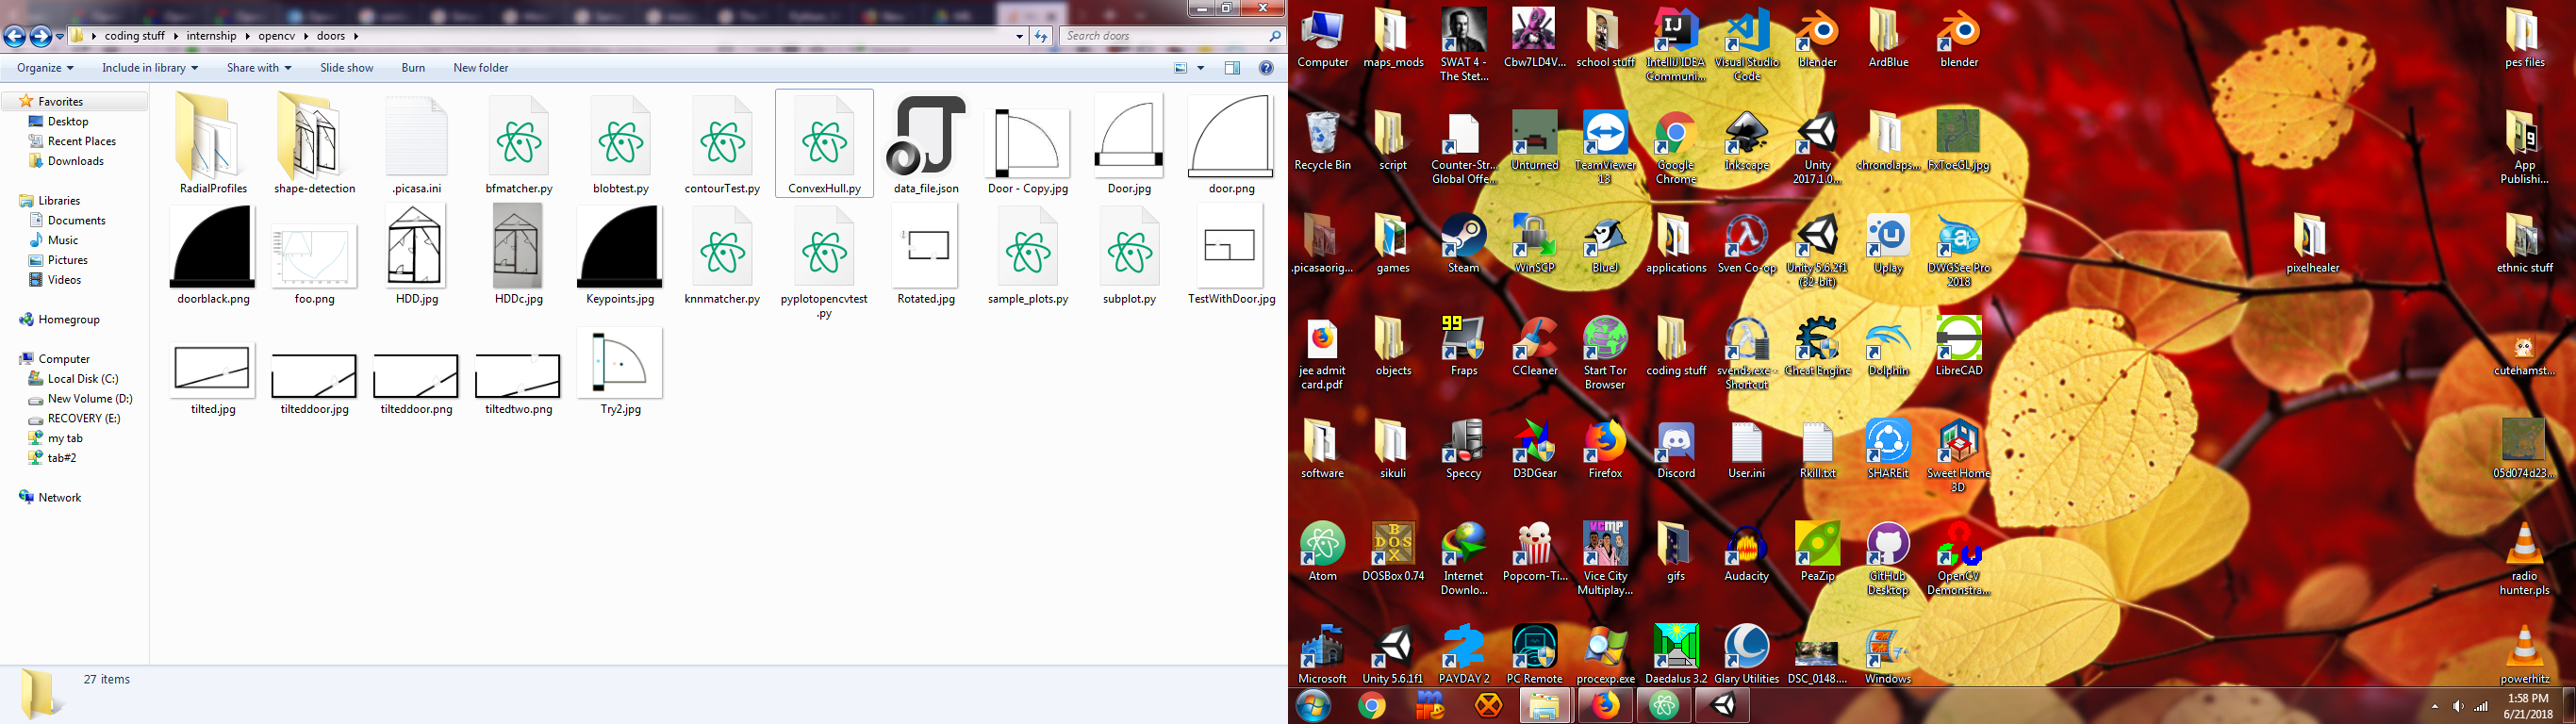 coding stuff
internship
opencv
doors
Search doors
Organize
Include in library
Share with
Slide show
Burn
New folder
Favorites
Desktop
Recent Places
Downloads
Libraries
Documents
Music
Pictures
Videos
Homegroup
Computer
Local Disk (C:)
New Volume (D:)
RECOVERY (E:)
my tab
tab#2
Network
RadialProfiles
shape-detection
.picasa.ini
bfmatcher.py
blobtest.py
contourTest.py
ConvexHull.py
data_file.json
Door - Copy.jpg
Door.jpg
door.png
doorblack.png
foo.png
HDD.jpg
HDDc.jpg
Keypoints.jpg
knnmatcher.py
pyplotopencvtest
.py
Rotated.jpg
sample_plots.py
subplot.py
TestWithDoor.jpg
tilted.jpg
tilteddoor.jpg
tilteddoor.png
tiltedtwo.png
Try2.jpg
27 items
Computer
maps_mods
SWAT 4 -
The Stet...
Cbw7LD4V...
school stuff
IntelliJ IDEA
Communi...
Visual Studio
Code
blender
ArdBlue
blender
pes files
Recycle Bin
script
Counter-Str...
Global Offe...
Unturned
TeamViewer
13
Google
Chrome
Inkscape
Unity
2017.1.0...
chronolaps...
FxToeGL.jpg
App
Publishi...
.picasaorig...
games
Steam
WinSCP
BlueJ
applications
Sven Co-op
Unity 5.6.2f1
(32-bit)
Uplay
DWGSee Pro
2018
pixelhealer
ethnic stuff
jee admit
card.pdf
objects
99
Fraps
CCleaner
Start Tor
Browser
coding stuff
svends.exe -
Shortcut
Cheat Engine
Dolphin
LibreCAD
cutehamst...
software
sikuli
Speccy
D3DGear
Firefox
Discord
User.ini
Rkill.txt
SHAREit
Sweet Home
3D
05d074d23...
Atom
DOSBox 0.74
Internet
Downlo...
Popcorn-Ti...
Vice City
Multiplay...
gifs
Audacity
PeaZip
GitHub
Desktop
OpenCV
Demonstra...
radio
hunter.pls
Microsoft
Unity 5.6.1f1
PAYDAY 2
PC Remote
procexp.exe
Daedalus 3.2
Glary Utilities
DSC_0148....
Windows
powerhitz
1:58 PM
6/21/2018